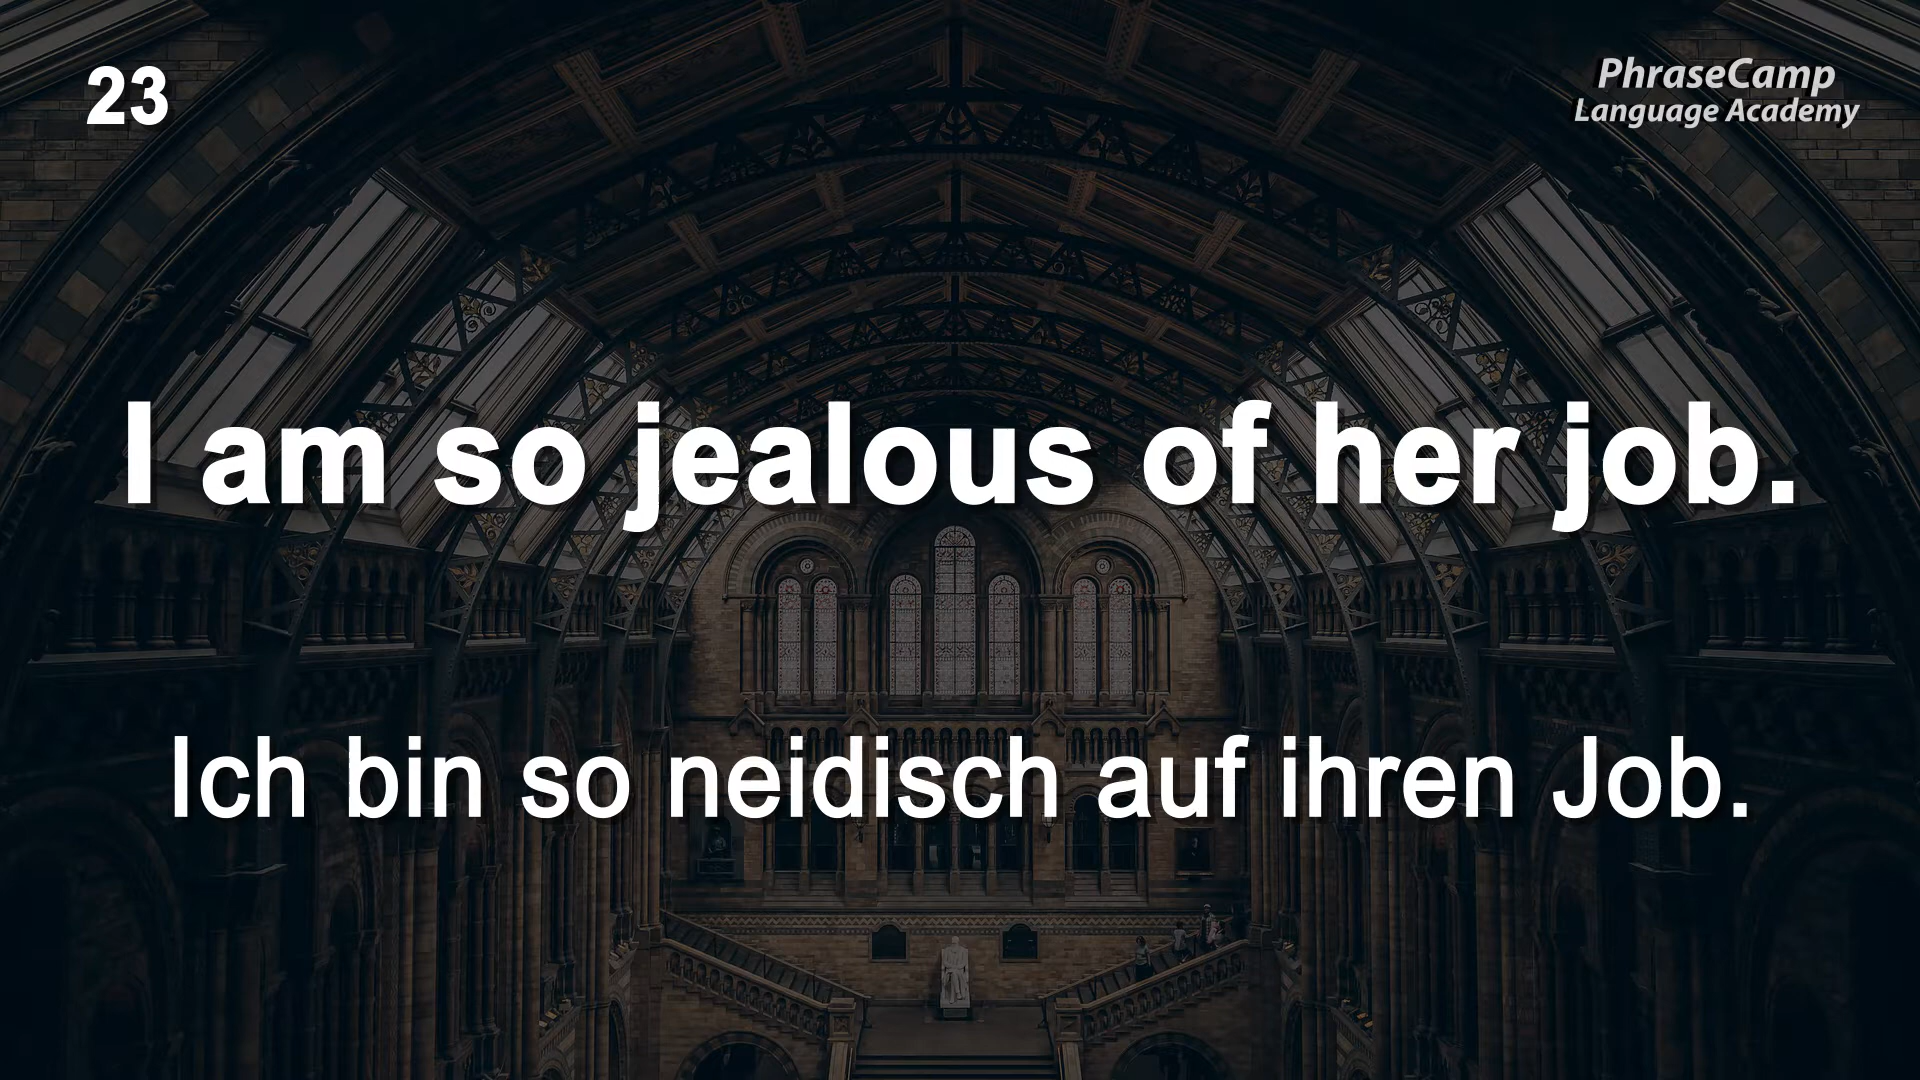 23
PhraseCamp
Language Academy
I am so jealous of her job.
Ich bin so neidisch auf ihren Job.